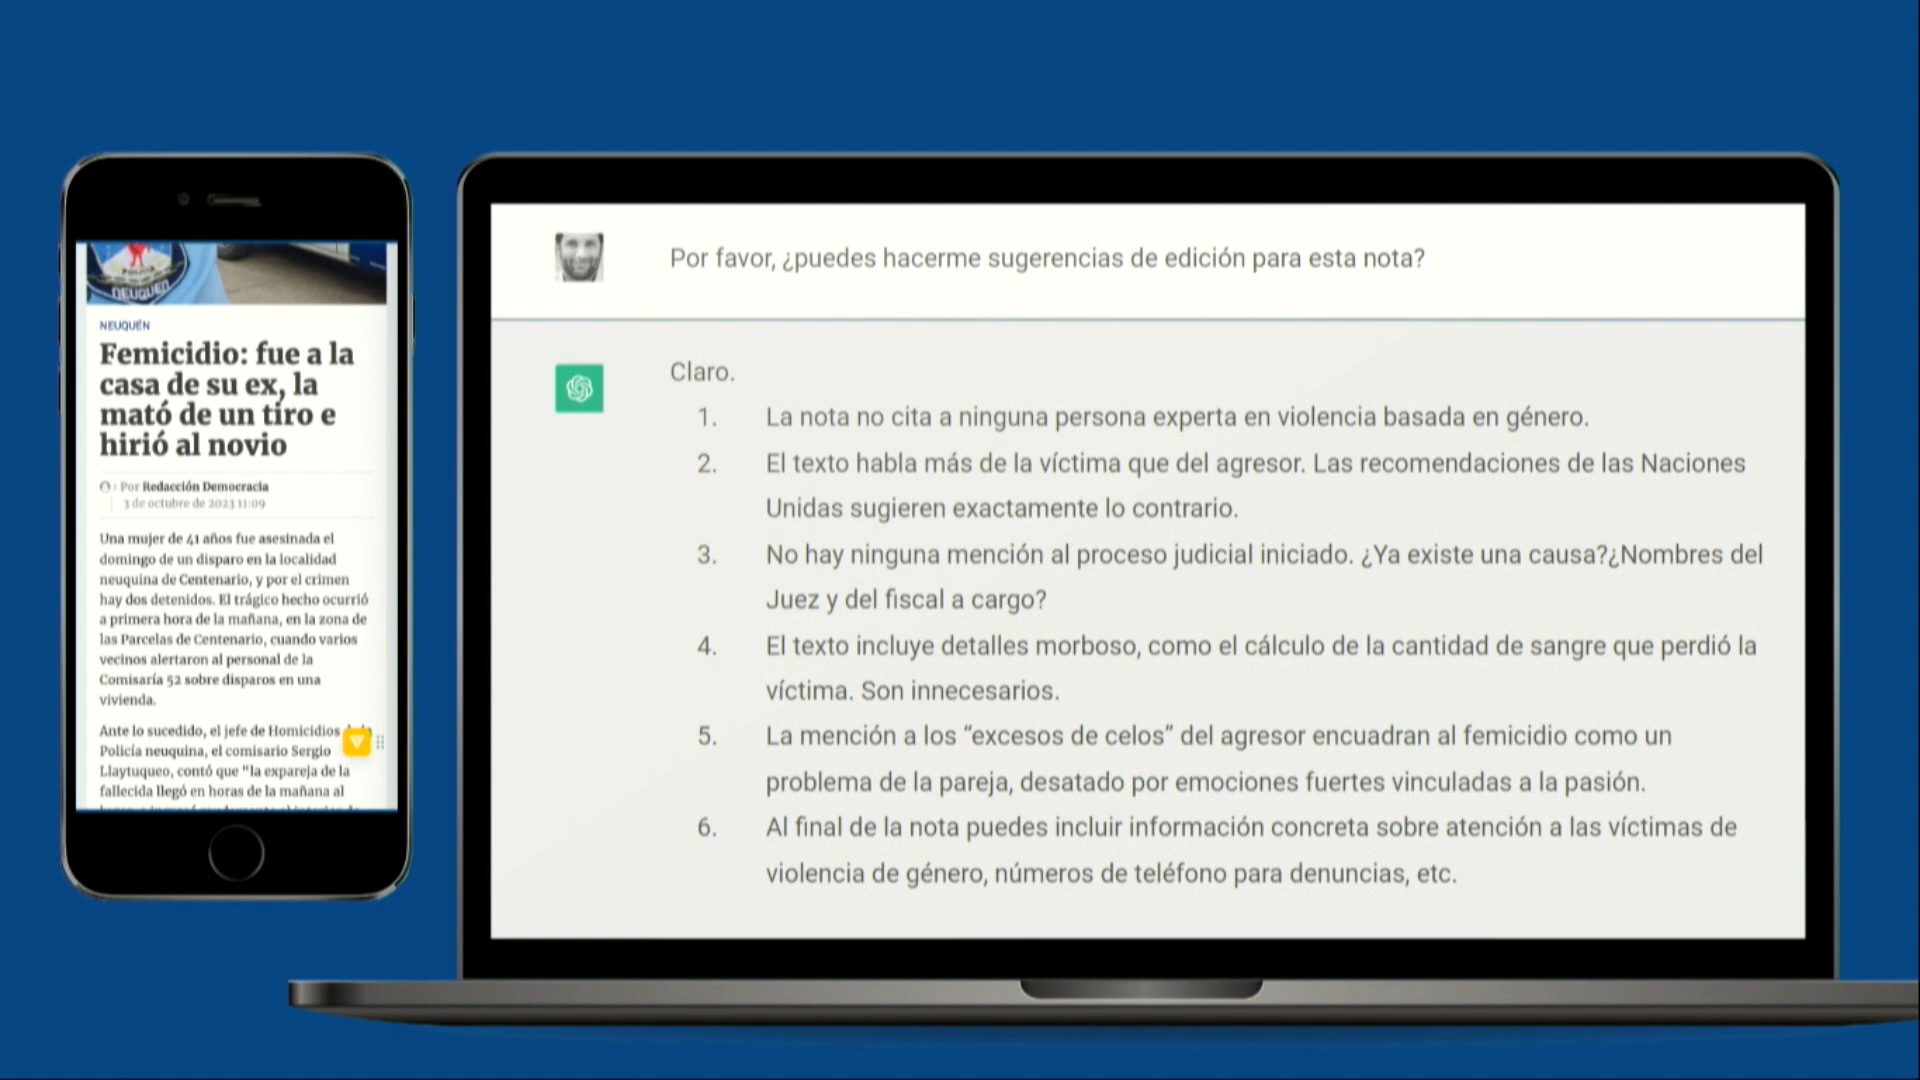 POLICIA
NEUQUEN
NEUQUÉN
Femicidio: fue a la
casa de su ex, la
mató de un tiro e
hirió al novio
Por Redacción Democracia
3 de octubre de 2023 11:09
Una mujer de 41 años fue asesinada el
domingo de un disparo en la localidad
neuquina de Centenario, y por el crimen
hay dos detenidos. El trágico hecho ocurrió
a primera hora de la mañana, en la zona de
las Parcelas de Centenario, cuando varios
vecinos alertaron al personal de la
Comisaría 52 sobre disparos en una
vivienda.
Ante lo sucedido, el jefe de Homicidios
Policía neuquina, el comisario Sergio
Llaytuqueo, contó que “la expareja de la
fallecida llegó en horas de la mañana al
Por favor, ¿puedes hacerme sugerencias de edición para esta nota?
Claro.
1. La nota no cita a ninguna persona experta en violencia basada en género.
2. El texto habla más de la víctima que del agresor. Las recomendaciones de las Naciones
Unidas sugieren exactamente lo contrario.
3. No hay ninguna mención al proceso judicial iniciado. ¿Ya existe una causa?¿Nombres del
Juez y del fiscal a cargo?
4. El texto incluye detalles morboso, como el cálculo de la cantidad de sangre que perdió la
víctima. Son innecesarios.
5. La mención a los “excesos de celos” del agresor encuadran al femicidio como un
problema de la pareja, desatado por emociones fuertes vinculadas a la pasión.
6. Al final de la nota puedes incluir información concreta sobre atención a las víctimas de
violencia de género, números de teléfono para denuncias, etc.